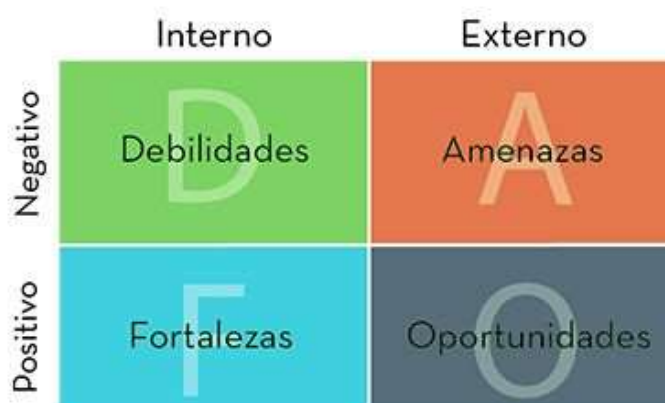 Interno Externo
Negativo
D
Debilidades
A
Amenazas
Positivo
F
Fortalezas
O
Oportunidades